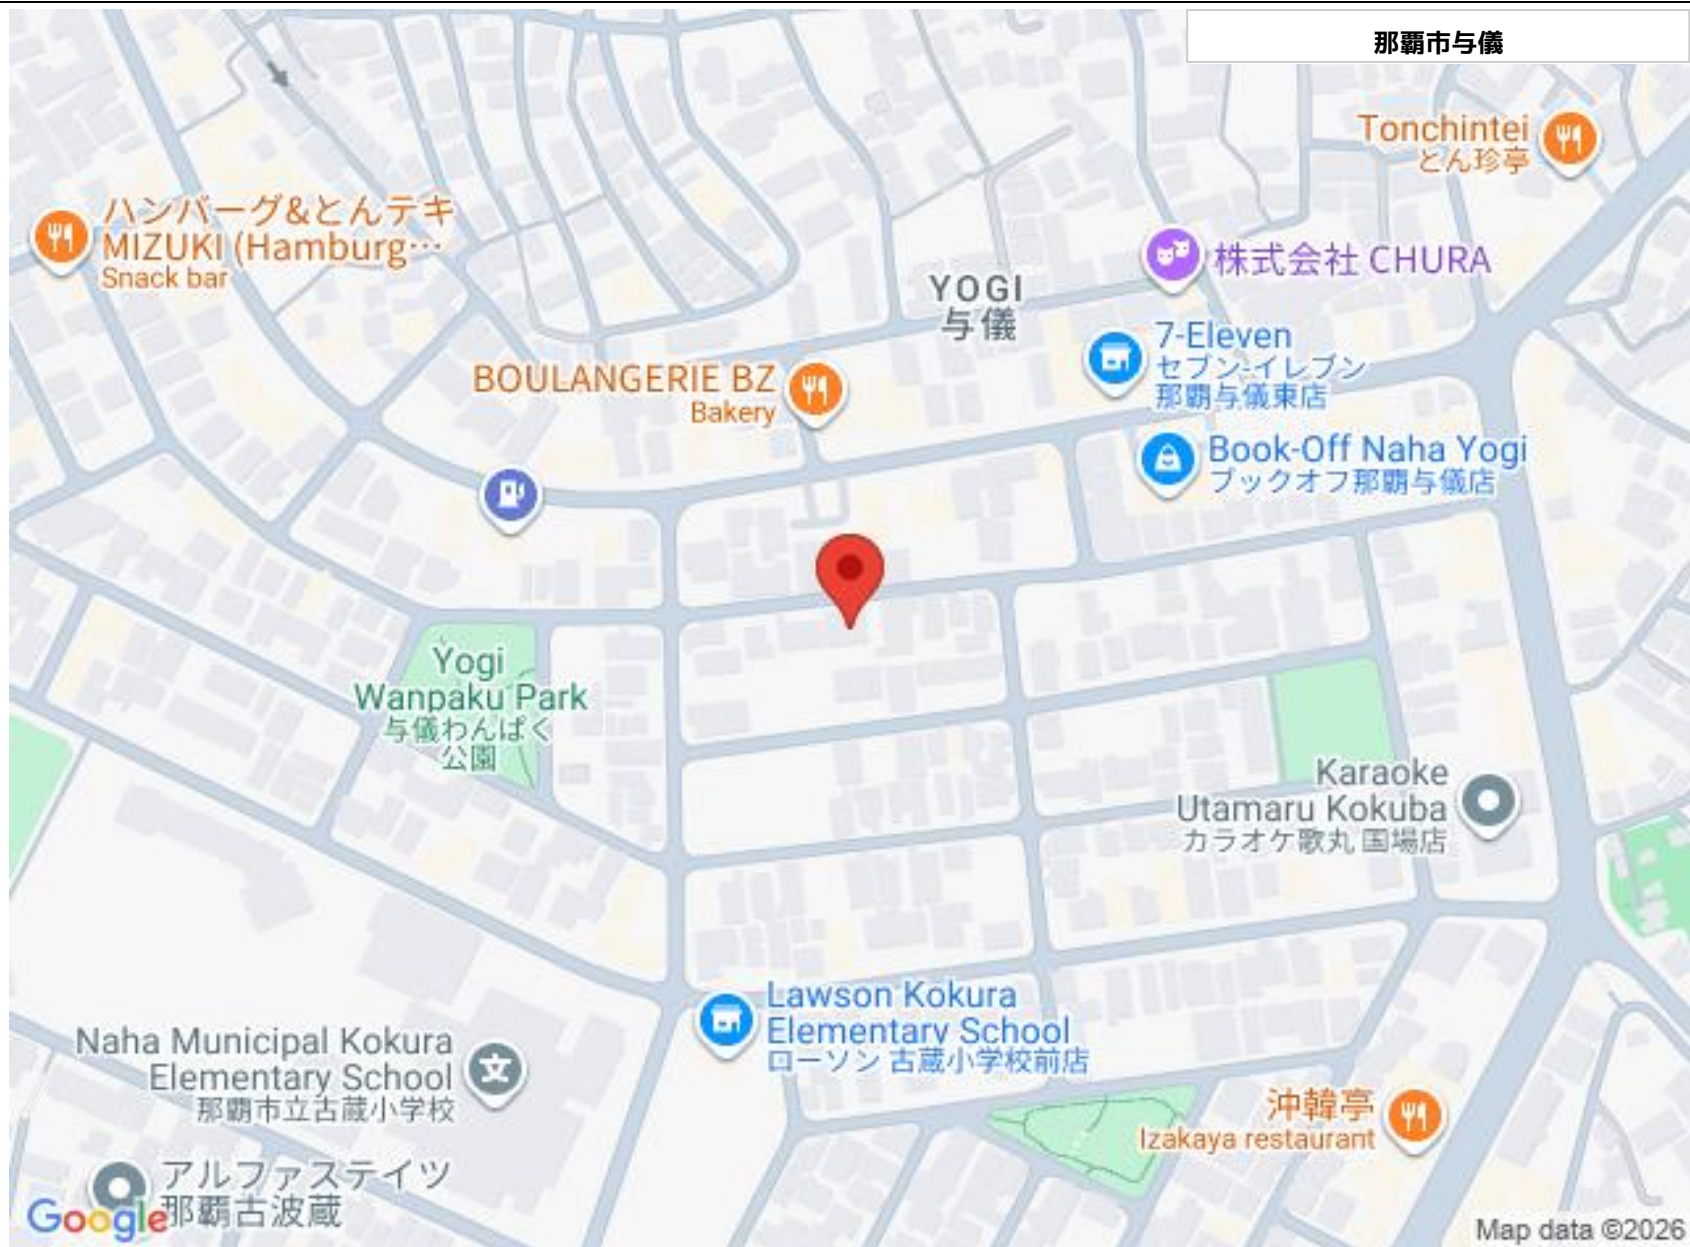 那覇市与儀
Tonchintei
とん珍亭
ハンバーグ&とんテキ
MIZUKI (Hamburg…
Snack bar
株式会社 CHURA
YOGI
与儀
7-Eleven
セブン-イレブン
那覇与儀東店
BOULANGERIE BZ
Bakery
Book-Off Naha Yogi
ブックオフ那覇与儀店
Yogi
Wanpaku Park
与儀わんぱく
公園
Karaoke
Utamaru Kokuba
カラオケ歌丸 国場店
Lawson Kokura
Elementary School
ローソン 古蔵小学校前店
Naha Municipal Kokura
Elementary School
那覇市立古蔵小学校
沖韓亭
Izakaya restaurant
アルファステイツ
那覇古波蔵
Google
Map data ©2026